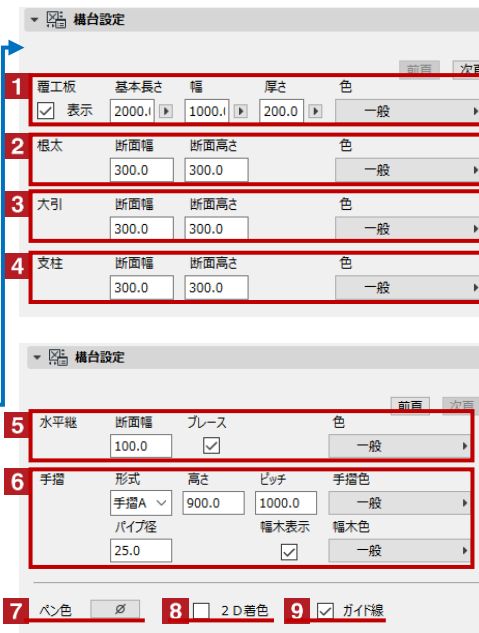 構台設定
前頁 次頁
1 覆工板 基本長さ 幅 厚さ 色
表示 2000.( 1000.( 200.0 一般
2 根太 断面幅 断面高さ 色
300.0 300.0 一般
3 大引 断面幅 断面高さ 色
300.0 300.0 一般
4 支柱 断面幅 断面高さ 色
300.0 300.0 一般
構台設定
前頁 次頁
5 水平継 断面幅 ブレース 色
100.0 一般
6 手摺 形式 高さ ピッチ 手摺色
手摺A 900.0 1000.0 一般
パイプ径 幅木表示 幅木色
25.0 一般
7 ペン色 8 2D着色 9 ガイド線